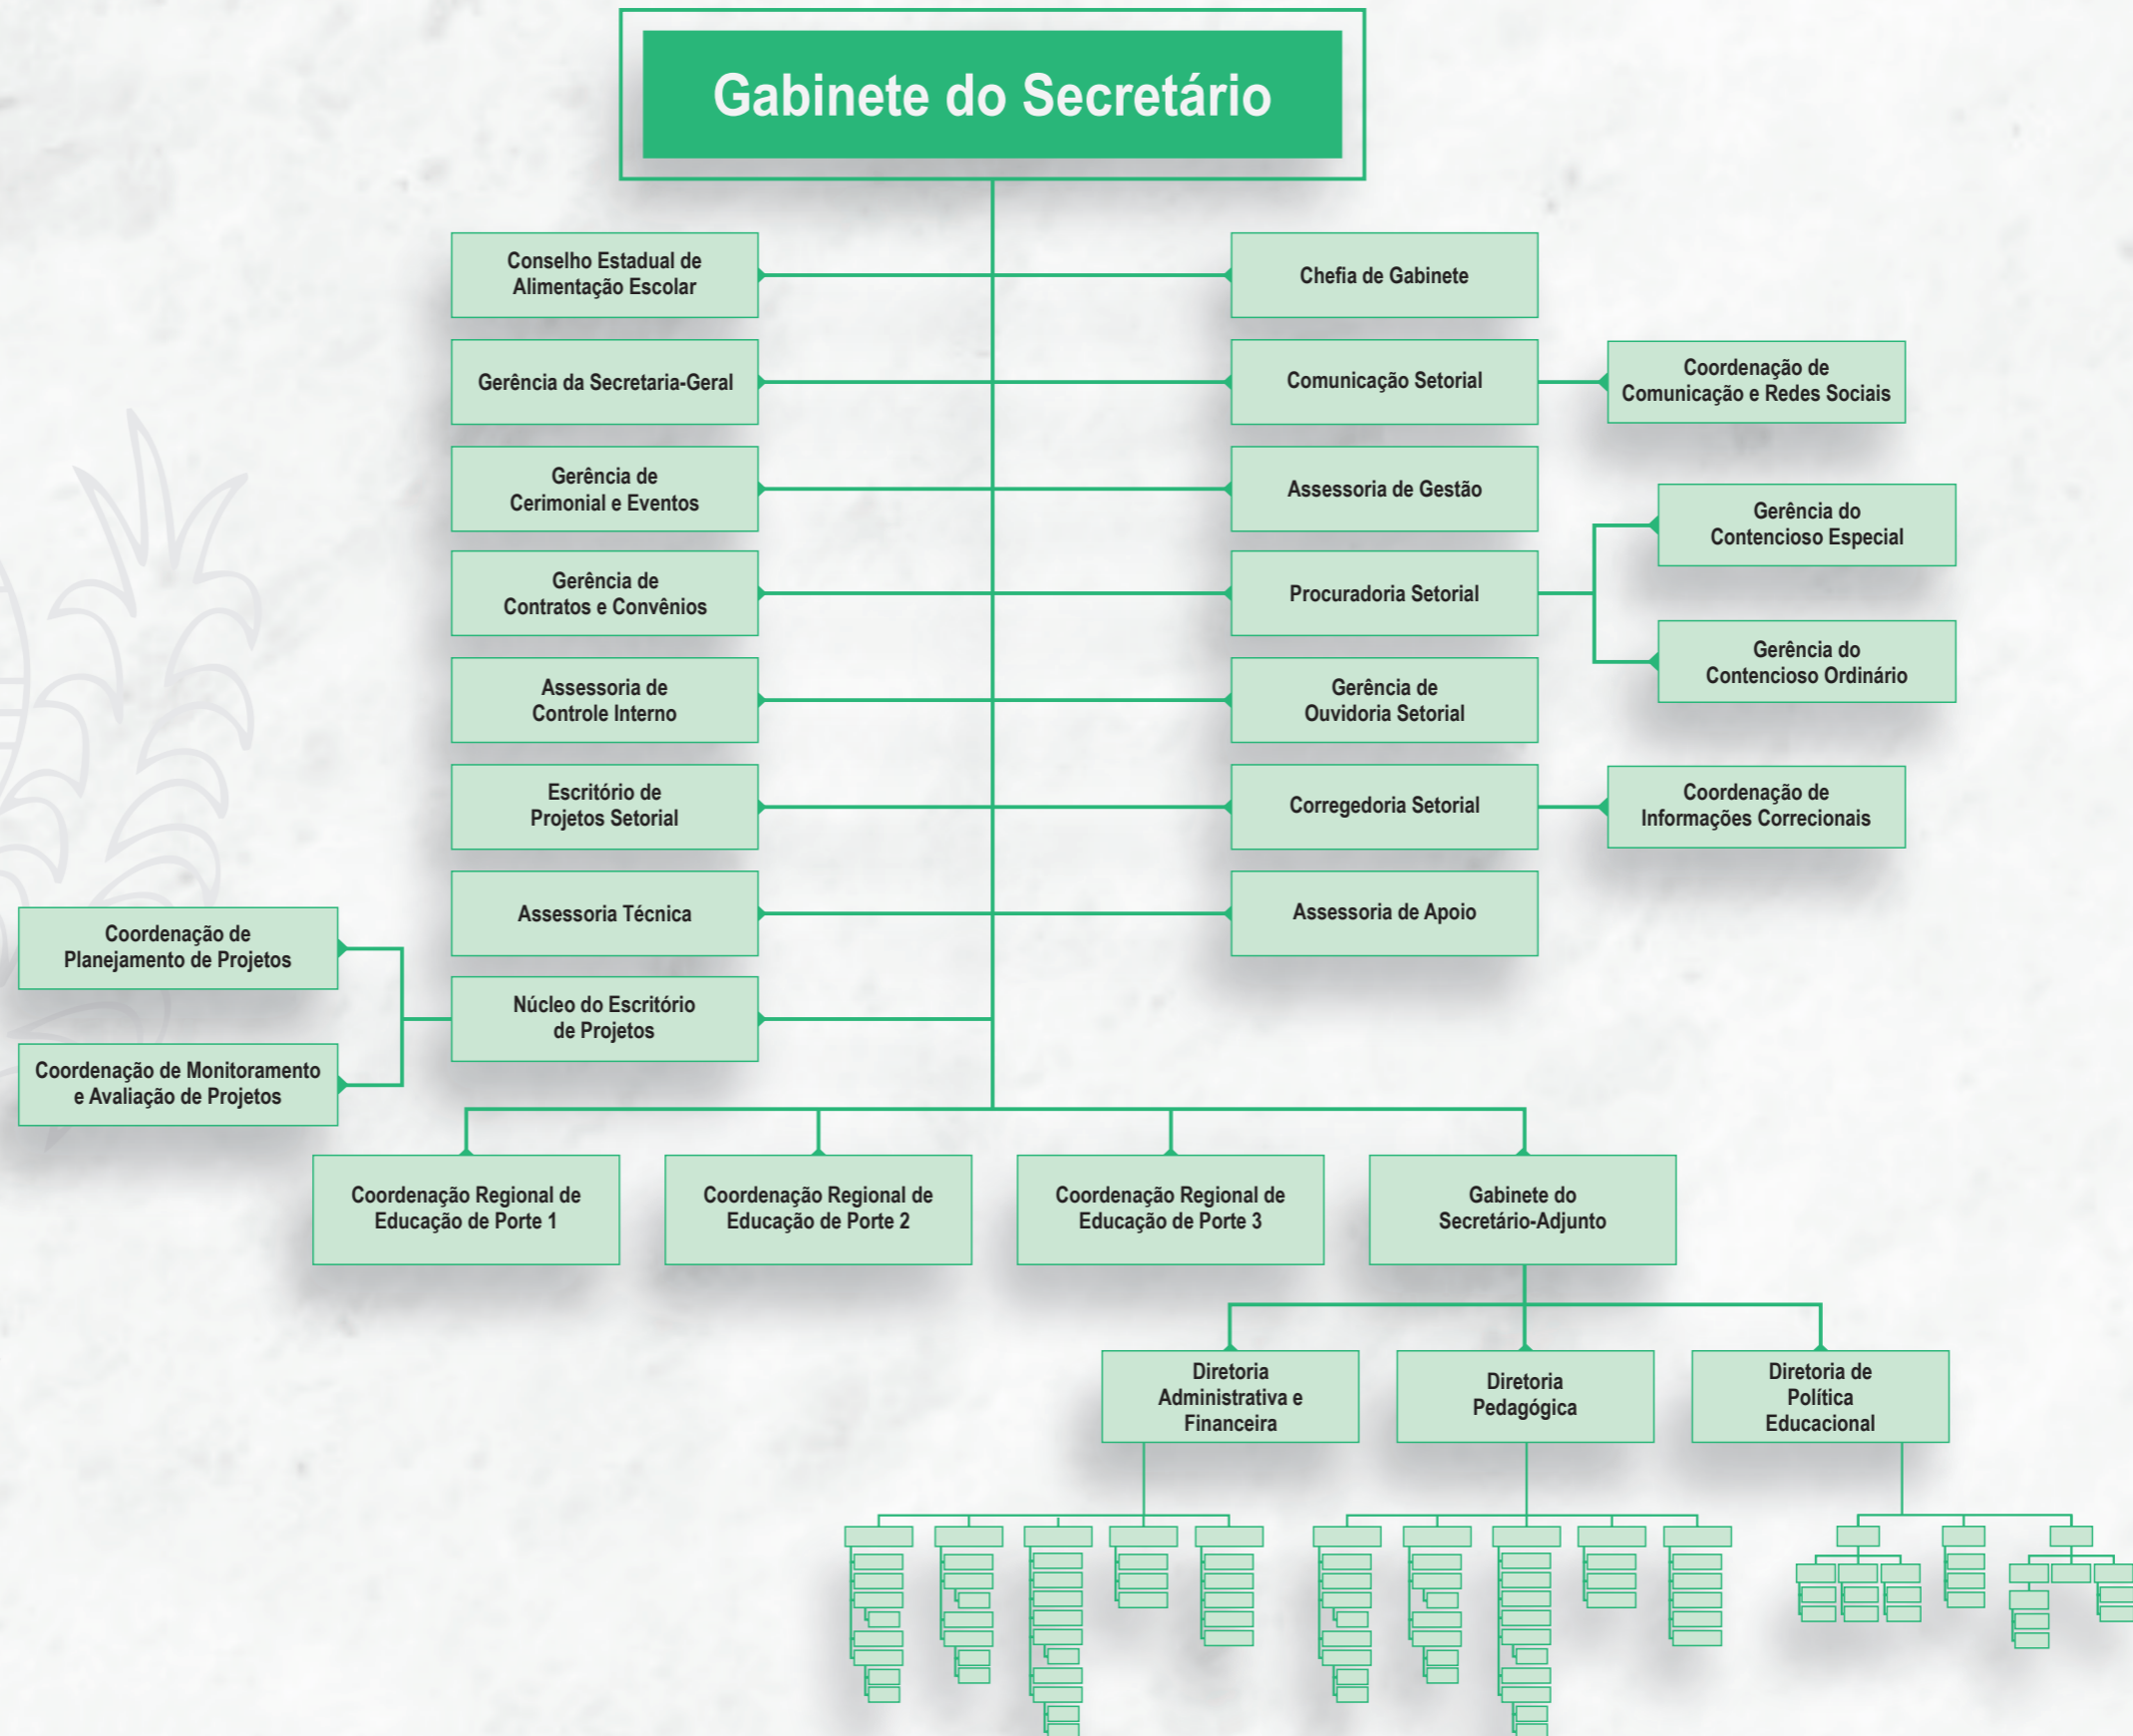 Gabinete do Secretário
Conselho Estadual de
Alimentação Escolar
Chefia de Gabinete
Gerência da Secretaria-Geral
Comunicação Setorial
Coordenação de
Comunicação e Redes Sociais
Gerência de
Cerimonial e Eventos
Assessoria de Gestão
Gerência do
Contencioso Especial
Gerência de
Contratos e Convênios
Procuradoria Setorial
Gerência do
Contencioso Ordinário
Assessoria de
Controle Interno
Gerência de
Ouvidoria Setorial
Escritório de
Projetos Setorial
Corregedoria Setorial
Coordenação de
Informações Correcionais
Assessoria Técnica
Assessoria de Apoio
Coordenação de
Planejamento de Projetos
Núcleo do Escritório
de Projetos
Coordenação de Monitoramento
e Avaliação de Projetos
Coordenação Regional de
Educação de Porte 1
Coordenação Regional de
Educação de Porte 2
Coordenação Regional de
Educação de Porte 3
Gabinete do
Secretário-Adjunto
Diretoria
Administrativa e
Financeira
Diretoria
Pedagógica
Diretoria de
Política
Educacional